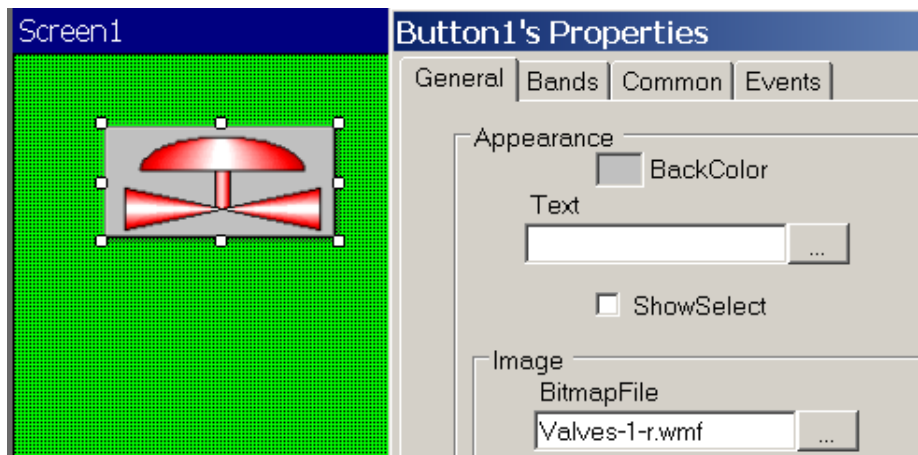 Screen1
Button1's Properties
General Bands Common Events
Appearance
BackColor
Text
...
ShowSelect
Image
BitmapFile
Valves-1-r.wmf ...